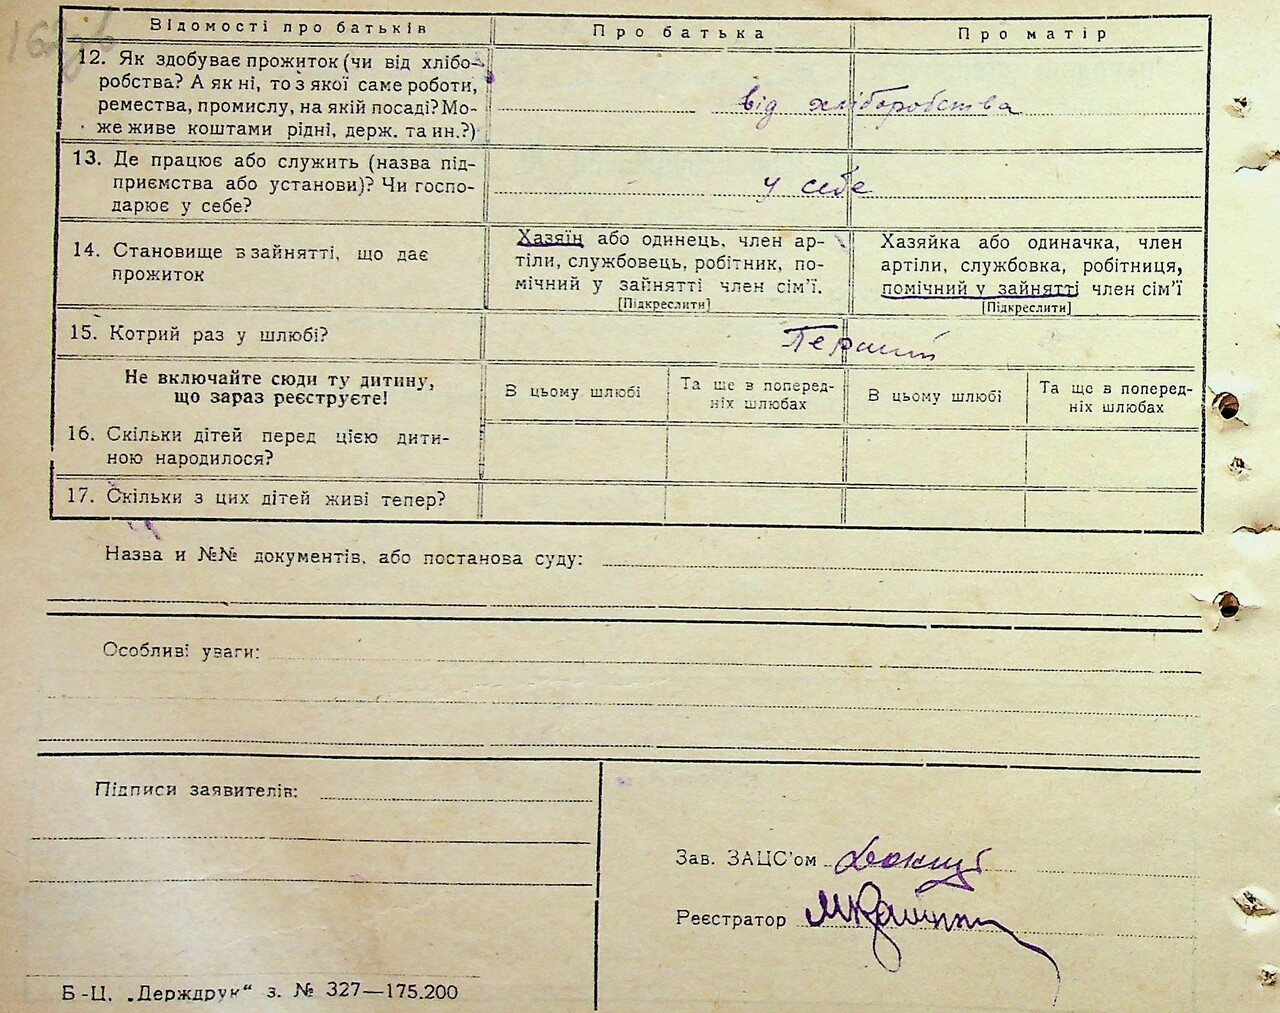 Відомості про батьків Про батька Про матір
12. Як здобуває прожиток (чи від хлібо-
робства? А як ні, то з якої саме роботи,
ремества, промислу, на якій посаді? Мо-
же живе коштами рідні, держ. та ин.?)
від хліборобства
13. Де працює або служить (назва під-
приємства або установи)? Чи госпо-
дарює у себе?
у себе
14. Становище в зайнятті, що дає
прожиток
Хазяїн або одинець, член ар-
тіли, службовець, робітник, по-
мічний у зайнятті член сім’ї.
[Підкреслити]
Хазяйка або одиначка, член
артіли, службовка, робітниця,
помічний у зайнятті член сім’ї
[Підкреслити]
15. Котрий раз у шлюбі?
Перший
Не включайте сюди ту дитину,
що зараз реєструєте!
В цьому шлюбі
Та ще в поперед-
ніх шлюбах
В цьому шлюбі
Та ще в поперед-
ніх шлюбах
16. Скільки дітей перед цією дити-
ною народилося?
17. Скільки з цих дітей живі тепер?
Назва и №№ документів, або постанова суду:
Особливі уваги:
Підписи заявителів:
Зав. ЗАЦС’ом
Реєстратор
Б-Ц. „Держдрук“ з. № 327—175.200